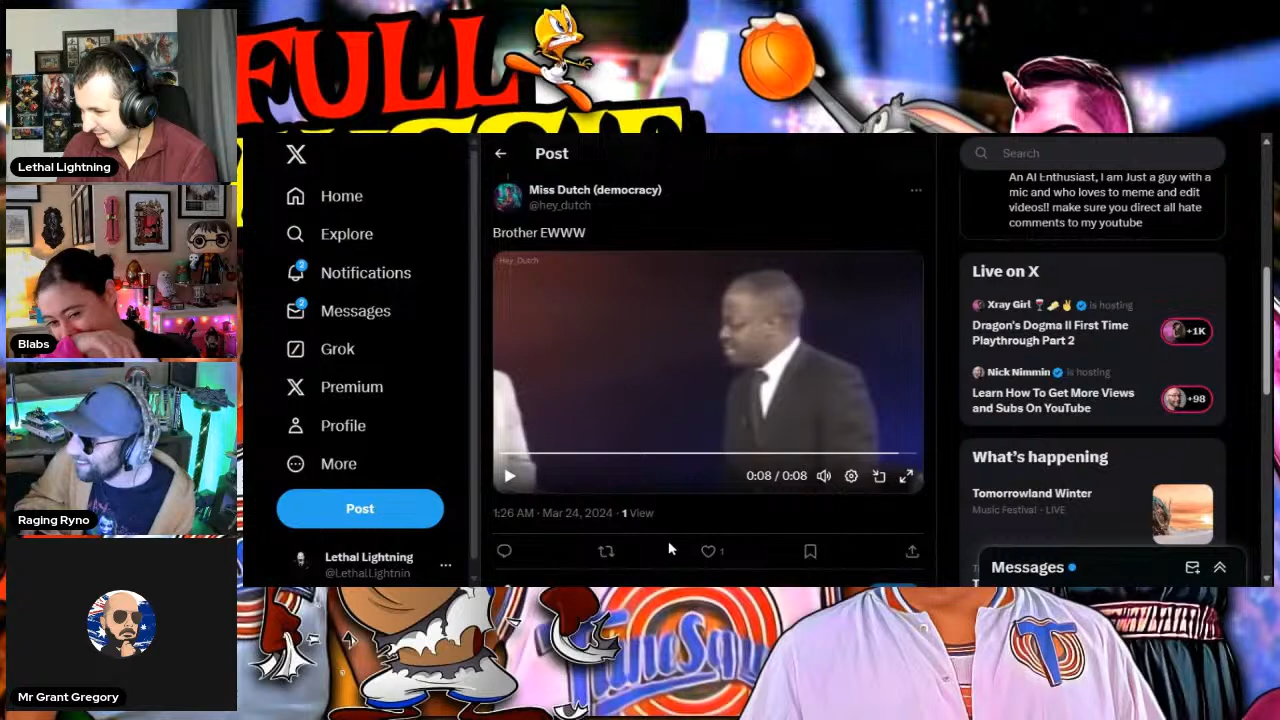 FULL
Lethal Lightning
Blabs
Raging Ryno
Mr Grant Gregory
Home
Explore
2
Notifications
2
Messages
Grok
Premium
Profile
More
Post
Lethal Lightning
@LethalLightnin
Post
Miss Dutch (democracy)
@hey_dutch
Brother EWWW
Hey_Dutch
0:08 / 0:08
1:26 AM · Mar 24, 2024 · 1 View
1
Search
An AI Enthusiast, I am Just a guy with a
mic and who loves to meme and edit
videos!! make sure you direct all hate
comments to my youtube
Live on X
Xray Girl 🍷 is hosting
Dragon's Dogma II First Time
Playthrough Part 2
+1K
Nick Nimmin is hosting
Learn How To Get More Views
and Subs On YouTube
+98
What's happening
Tomorrowland Winter
Music Festival · LIVE
Messages